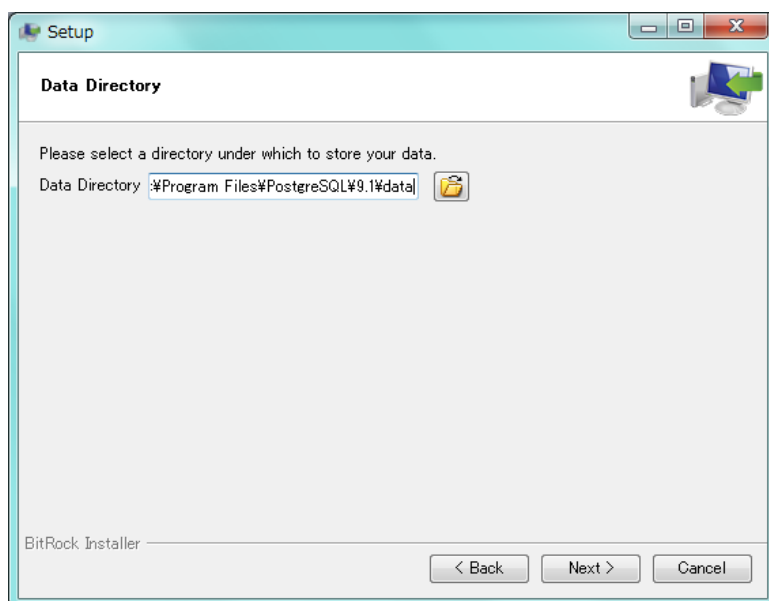 Setup
Data Directory
Please select a directory under which to store your data.
Data Directory :¥Program Files¥PostgreSQL¥9.1¥data
BitRock Installer
< Back Next > Cancel